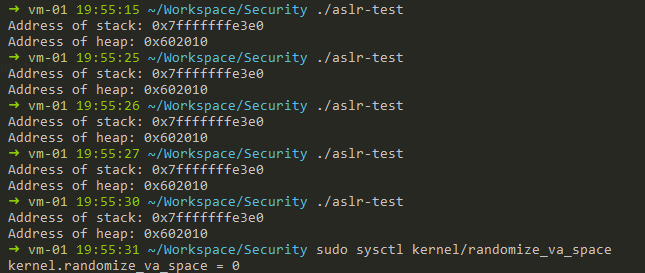 ➜ vm-01 19:55:15 ~/Workspace/Security ./aslr-test
Address of stack: 0x7fffffffe3e0
Address of heap: 0x602010
➜ vm-01 19:55:25 ~/Workspace/Security ./aslr-test
Address of stack: 0x7fffffffe3e0
Address of heap: 0x602010
➜ vm-01 19:55:26 ~/Workspace/Security ./aslr-test
Address of stack: 0x7fffffffe3e0
Address of heap: 0x602010
➜ vm-01 19:55:27 ~/Workspace/Security ./aslr-test
Address of stack: 0x7fffffffe3e0
Address of heap: 0x602010
➜ vm-01 19:55:30 ~/Workspace/Security ./aslr-test
Address of stack: 0x7fffffffe3e0
Address of heap: 0x602010
➜ vm-01 19:55:31 ~/Workspace/Security sudo sysctl kernel/randomize_va_space
kernel.randomize_va_space = 0